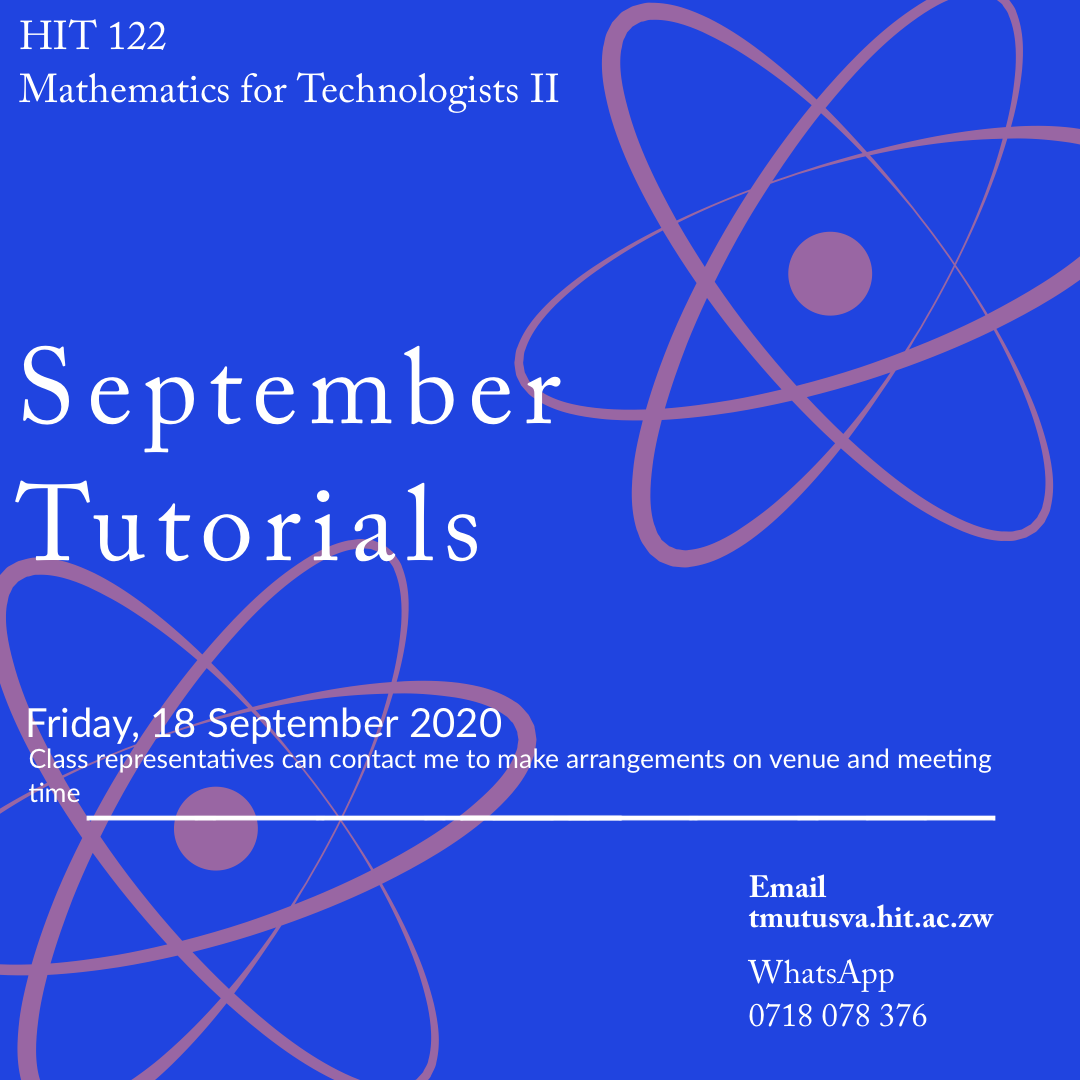 HIT 122
Mathematics for Technologists II
September
Tutorials
Friday, 18 September 2020
Class representatives can contact me to make arrangements on venue and meeting
time
Email
tmutusva.hit.ac.zw
WhatsApp
0718 078 376